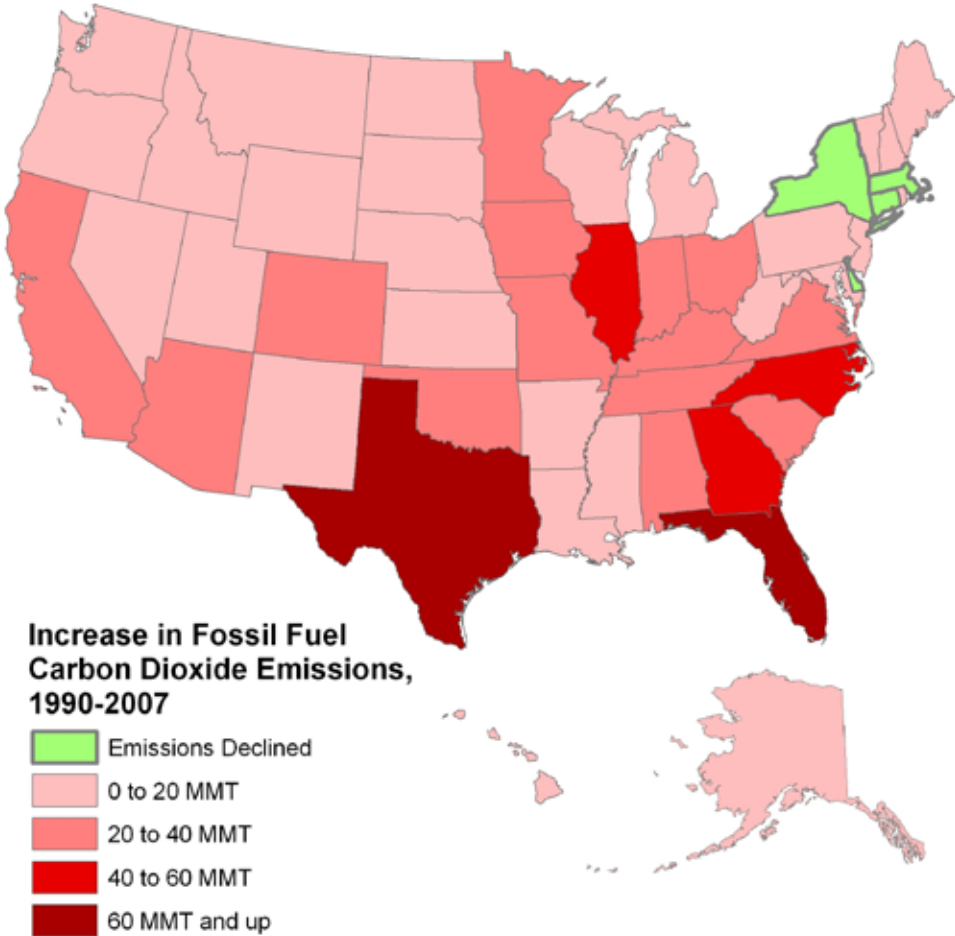 Increase in Fossil Fuel
Carbon Dioxide Emissions,
1990-2007
Emissions Declined
0 to 20 MMT
20 to 40 MMT
40 to 60 MMT
60 MMT and up